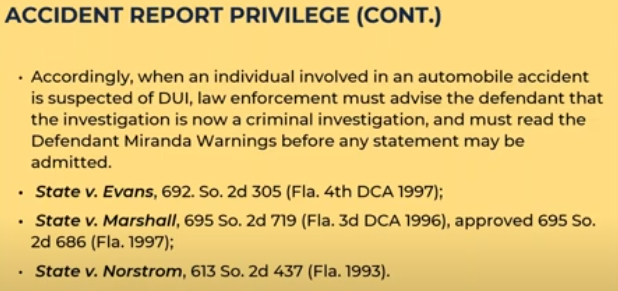 ACCIDENT REPORT PRIVILEGE (CONT.)
• Accordingly, when an individual involved in an automobile accident
is suspected of DUI, law enforcement must advise the defendant that
the investigation is now a criminal investigation, and must read the
Defendant Miranda Warnings before any statement may be
admitted.
• State v. Evans, 692. So. 2d 305 (Fla. 4th DCA 1997);
• State v. Marshall, 695 So. 2d 719 (Fla. 3d DCA 1996), approved 695 So.
2d 686 (Fla. 1997);
• State v. Norstrom, 613 So. 2d 437 (Fla. 1993).